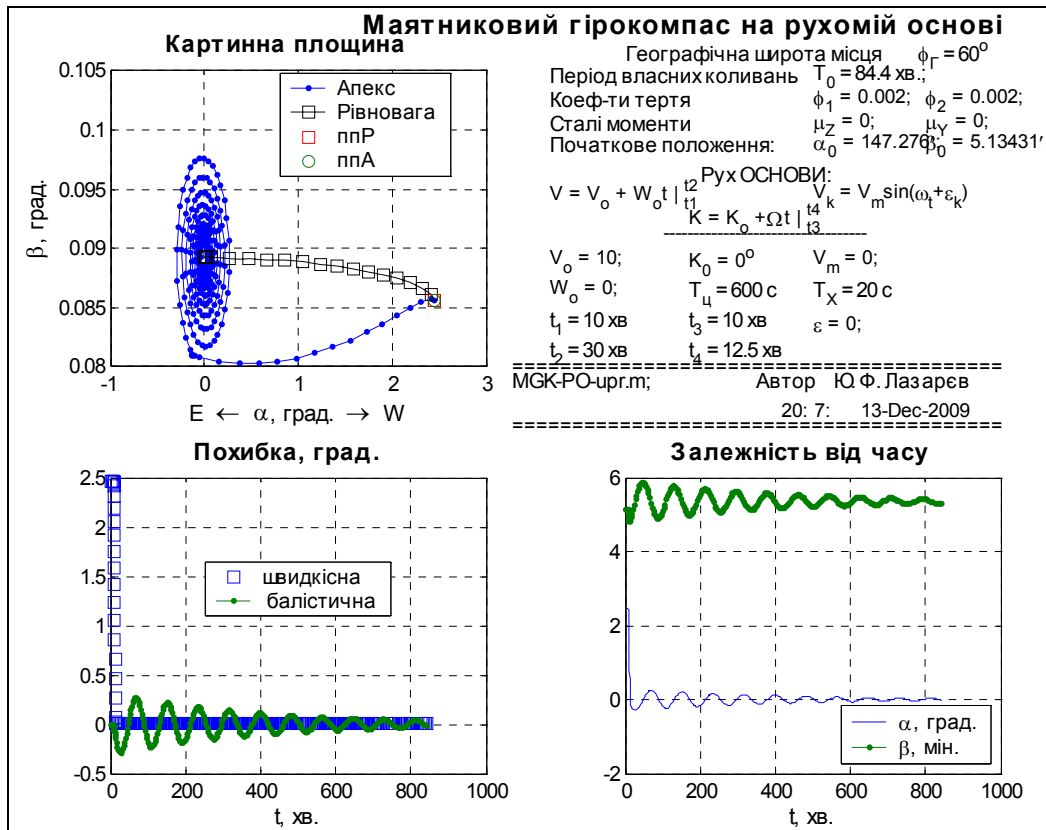 Маятниковий гірокомпас на рухомій основі
Картинна площина
0.105
0.1
0.095
0.09
0.085
0.08
β, град.
Апекс
Рівновага
ппР
ппА
-1
0
1
2
3
E ← α, град. → W
Географічна широта місця ϕΓ = 60°
Період власних коливань T0 = 84.4 хв.;
Коеф-ти тертя ϕ1 = 0.002; ϕ2 = 0.002;
Сталі моменти μZ = 0; μY = 0;
Початкове положення: α0 = 147.276 β0 = 5.13431'
Рух ОСНОВИ:
V = Vo + Wot |t1t2 Vk = Vmsin(ωt+εk)
K = Ko +Ωt |t3t4
------------------------------
Vo = 10; K0 = 0° Vm = 0;
Wo = 0; Tц = 600 с TX = 20 с
t1 = 10 хв t3 = 10 хв ε = 0;
t2 = 30 хв t4 = 12.5 хв
==========================================
MGK-PO-upr.m; Автор Ю.Ф. Лазарєв
20: 7: 13-Dec-2009
==========================================
Похибка, град.
2.5
2
1.5
1
0.5
0
-0.5
швидкісна
балістична
0
200
400
600
800
1000
t, хв.
Залежність від часу
6
4
2
0
-2
α, град.
β, мін.
0
200
400
600
800
1000
t, хв.